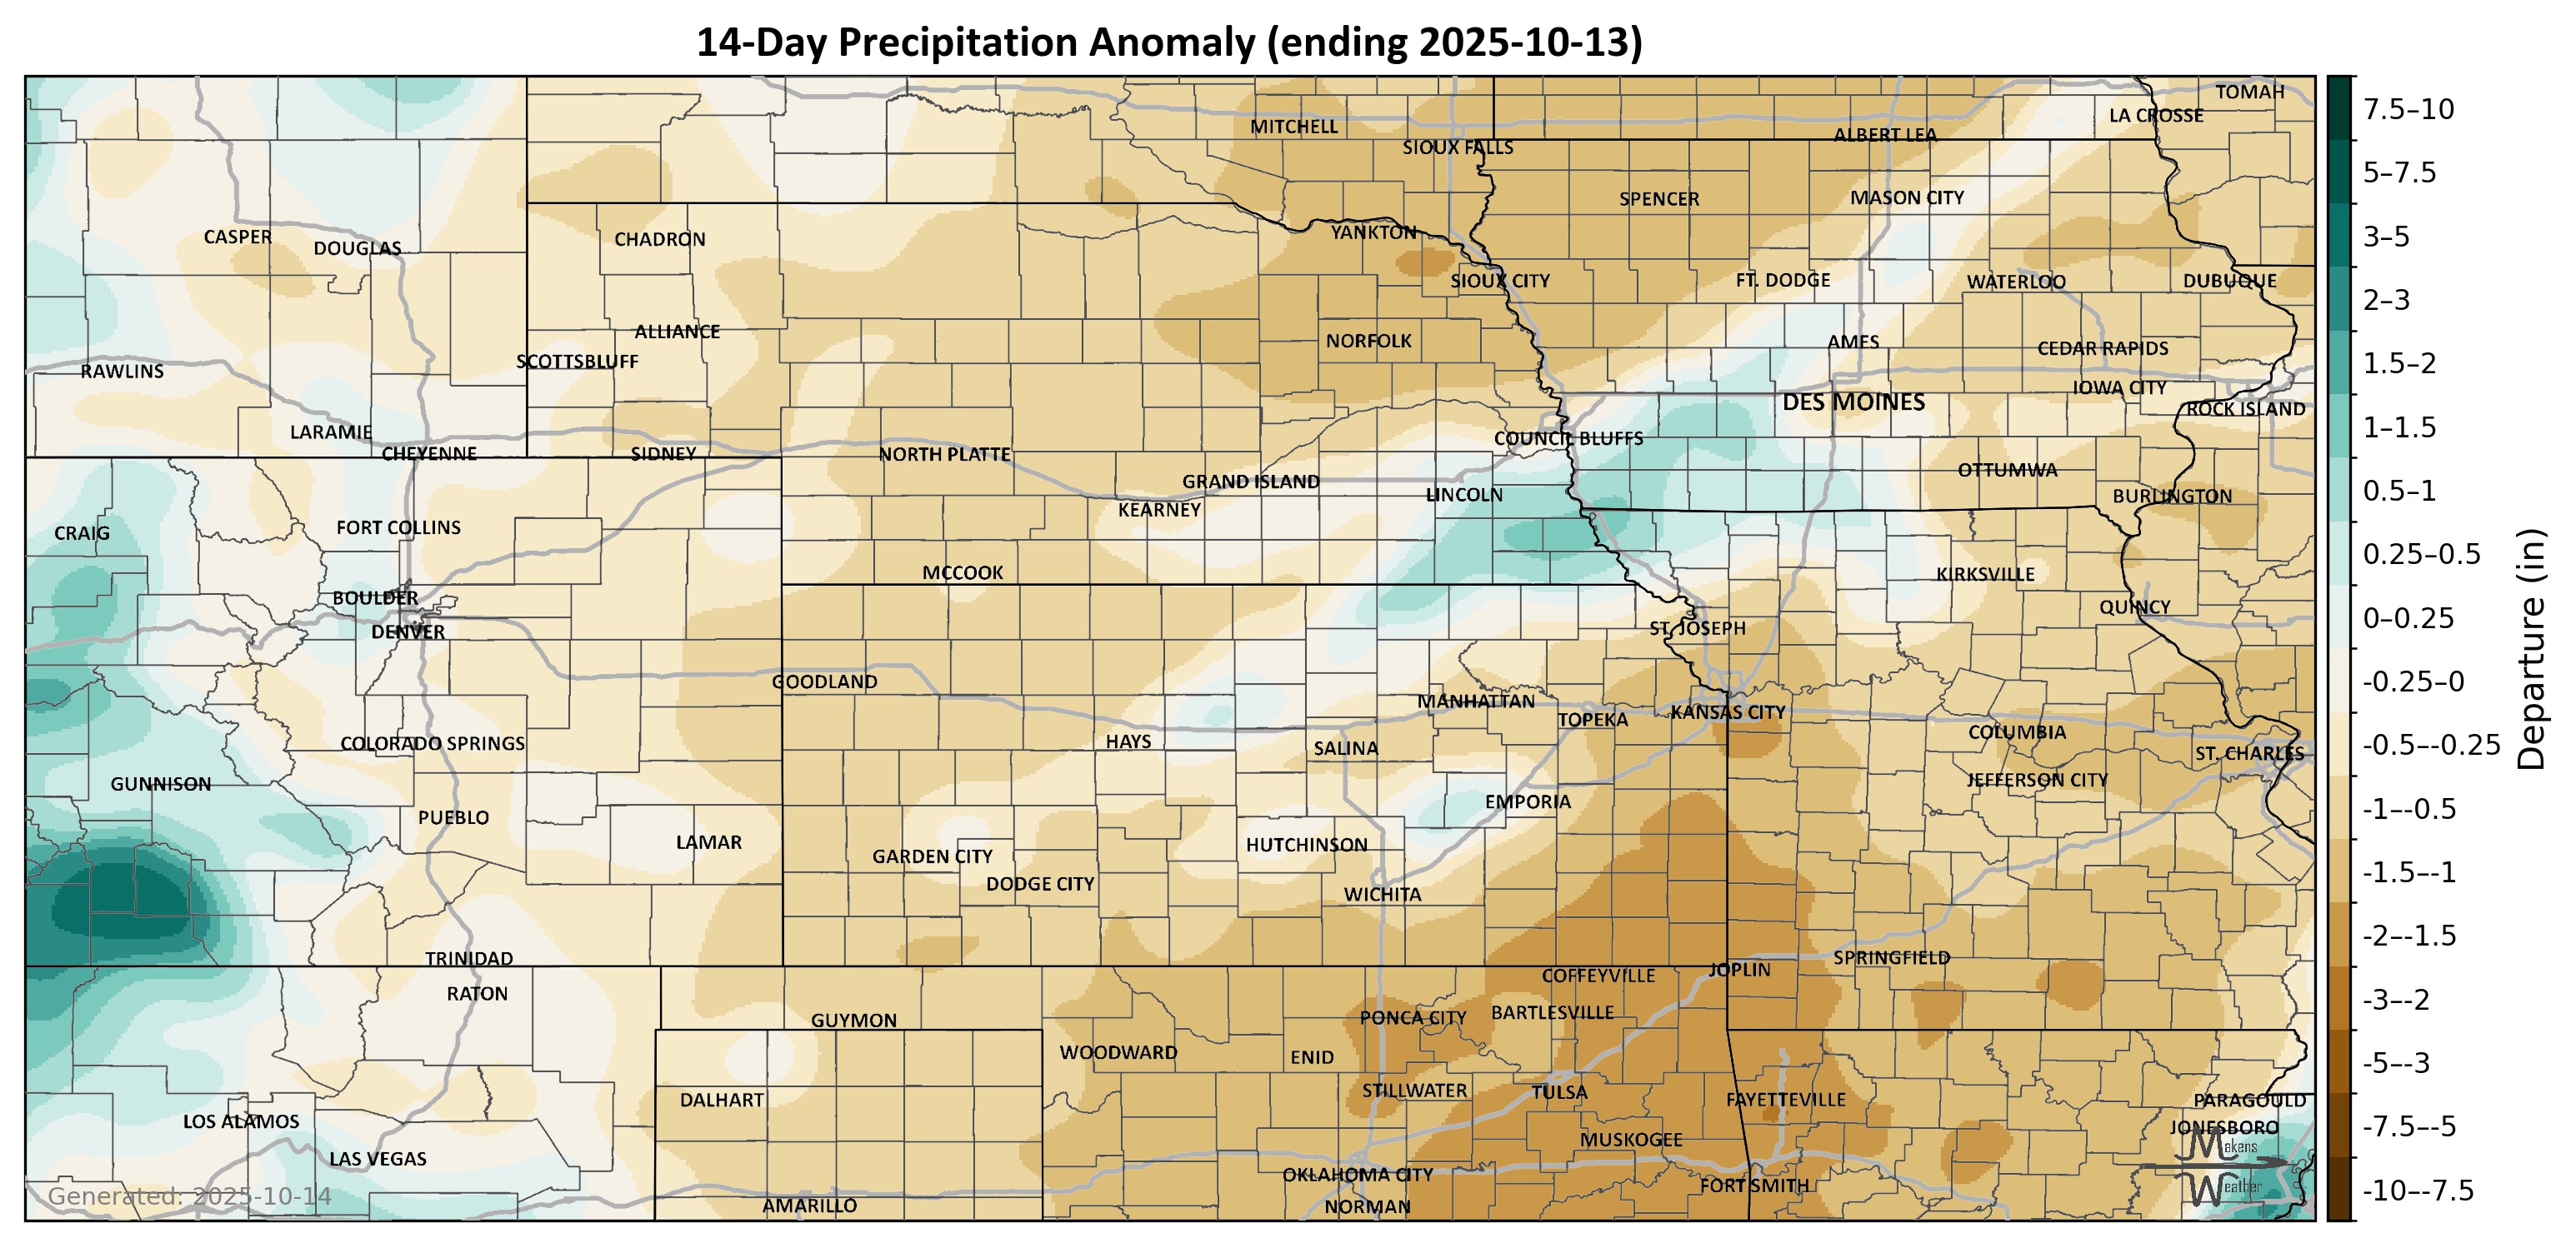 14-Day Precipitation Anomaly (ending 2025-10-13)
TOMAH
LA CROSSE
MITCHELL
ALBERT LEA
SIOUX FALLS
SPENCER
MASON CITY
CASPER
DOUGLAS
CHADRON
YANKTON
SIOUX CITY
FT. DODGE
WATERLOO
DUBUQUE
ALLIANCE
NORFOLK
AMES
CEDAR RAPIDS
SCOTTSBLUFF
RAWLINS
IOWA CITY
DES MOINES
ROCK ISLAND
LARAMIE
COUNCIL BLUFFS
CHEYENNE
SIDNEY
NORTH PLATTE
OTTUMWA
GRAND ISLAND
LINCOLN
BURLINGTON
KEARNEY
CRAIG
FORT COLLINS
MCCOOK
KIRKSVILLE
BOULDER
QUINCY
DENVER
ST. JOSEPH
GOODLAND
MANHATTAN
TOPEKA
KANSAS CITY
COLUMBIA
COLORADO SPRINGS
HAYS
SALINA
ST. CHARLES
GUNNISON
JEFFERSON CITY
EMPORIA
PUEBLO
LAMAR
HUTCHINSON
GARDEN CITY
DODGE CITY
WICHITA
TRINIDAD
SPRINGFIELD
JOPLIN
COFFEYVILLE
RATON
BARTLESVILLE
PONCA CITY
GUYMON
WOODWARD
ENID
STILLWATER
TULSA
DALHART
FAYETTEVILLE
PARAGOULD
LOS ALAMOS
JONESBORO
MUSKOGEE
LAS VEGAS
OKLAHOMA CITY
FORT SMITH
AMARILLO
NORMAN
Generated: 2025-10-14
Makens
Weather
7.5–10
5–7.5
3–5
2–3
1.5–2
1–1.5
0.5–1
0.25–0.5
0–0.25
-0.25–0
-0.5–-0.25
-1–-0.5
-1.5–-1
-2–-1.5
-3–-2
-5–-3
-7.5–-5
-10–-7.5
Departure (in)